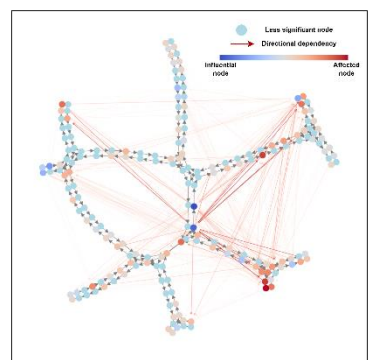 Less significant node
Directional dependency
Influential node
Affected node